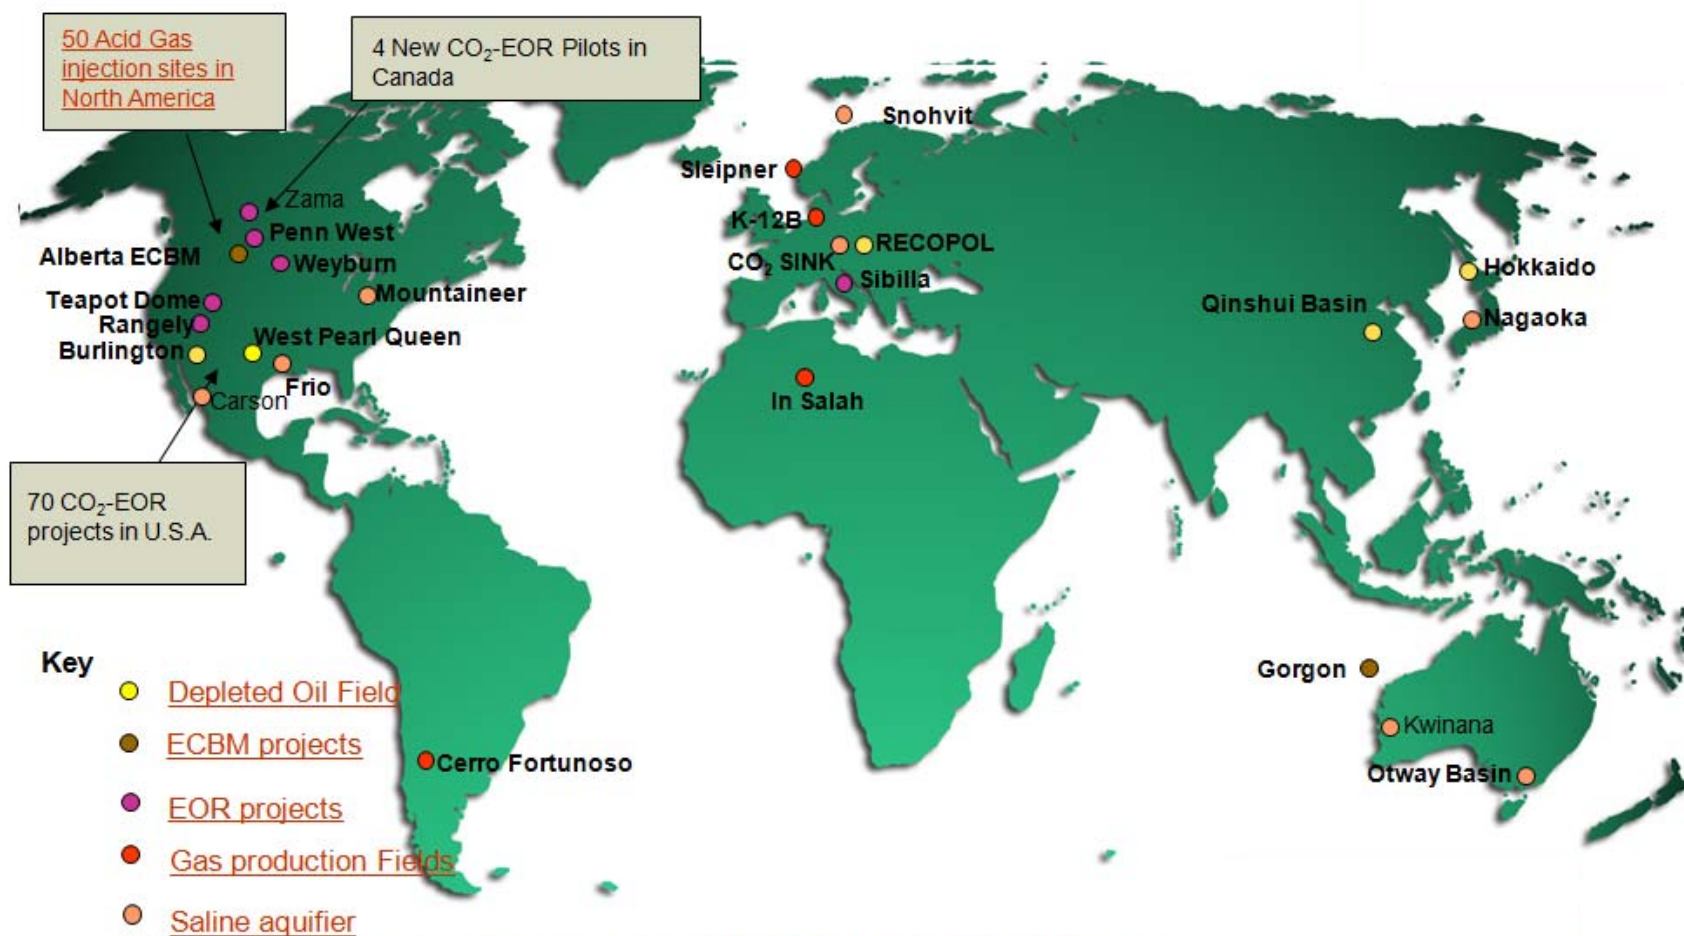 50 Acid Gas
injection sites in
North America
4 New CO₂-EOR Pilots in
Canada
Snohvit
Sleipner
Zama
K-12B
Penn West
RECOPOL
Alberta ECBM
Weyburn
CO₂ SINK
Hokkaido
Sibilla
Mountaineer
Teapot Dome
Qinshui Basin
Rangely
Nagaoka
West Pearl Queen
Burlington
Frio
Carson
In Salah
70 CO₂-EOR
projects in U.S.A.
Key
Gorgon
Depleted Oil Field
Kwinana
ECBM projects
Cerro Fortunoso
Otway Basin
EOR projects
Gas production Fields
Saline aquifier